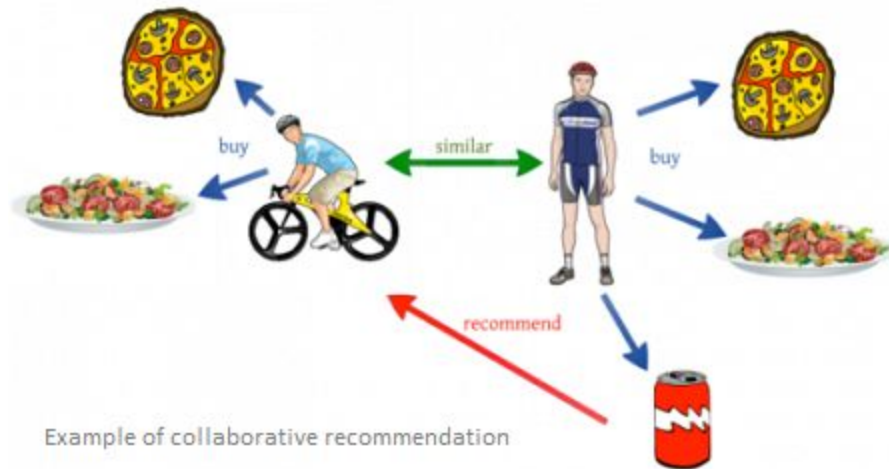 buy
similar
buy
recommend
Example of collaborative recommendation